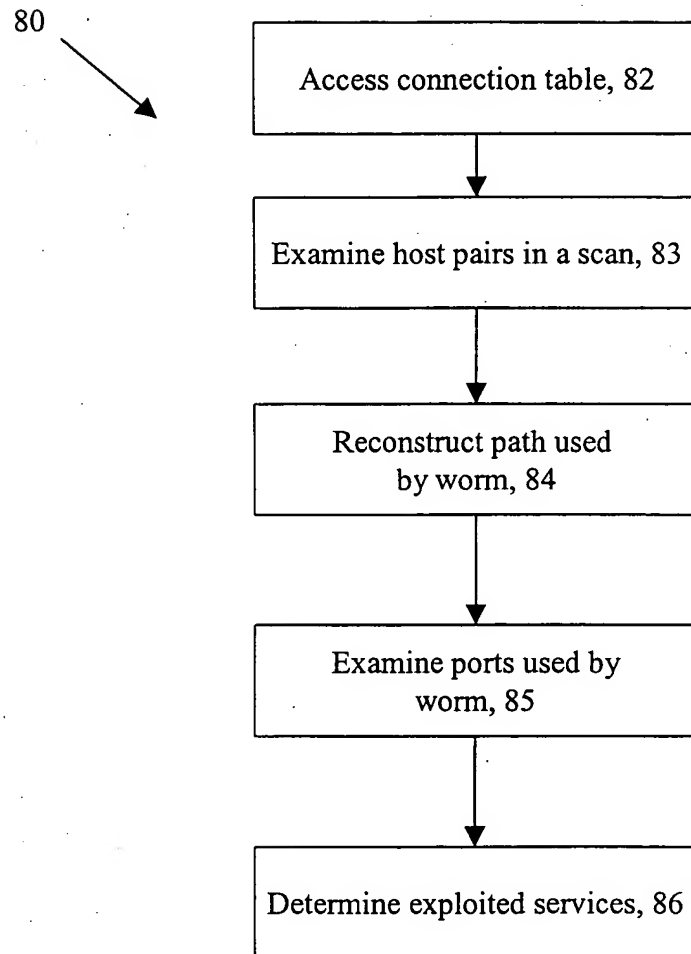 80
Access connection table, 82
Examine host pairs in a scan, 83
Reconstruct path used
by worm, 84
Examine ports used by
worm, 85
Determine exploited services, 86